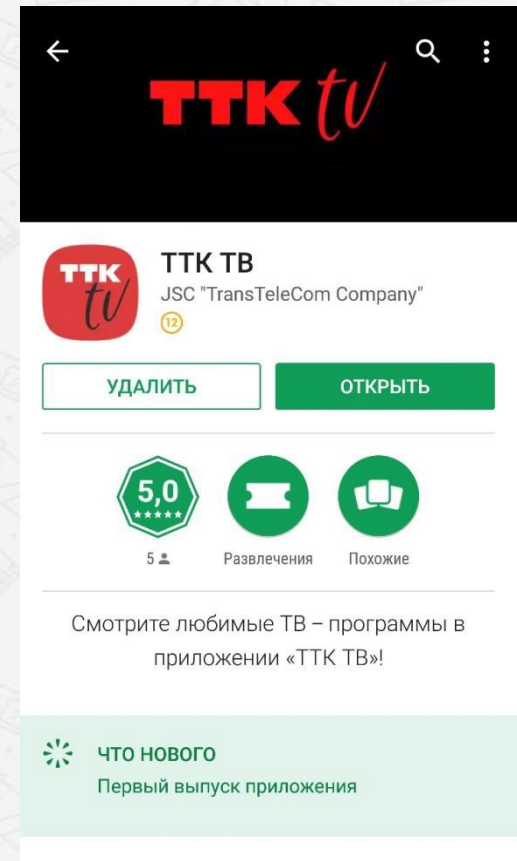 ТТК tv
ТТК tv
ТТК ТВ
JSC "TransTeleCom Company"
12
УДАЛИТЬ
ОТКРЫТЬ
5,0
5
Развлечения
Похожие
Смотрите любимые ТВ – программы в
приложении «ТТК ТВ»!
ЧТО НОВОГО
Первый выпуск приложения